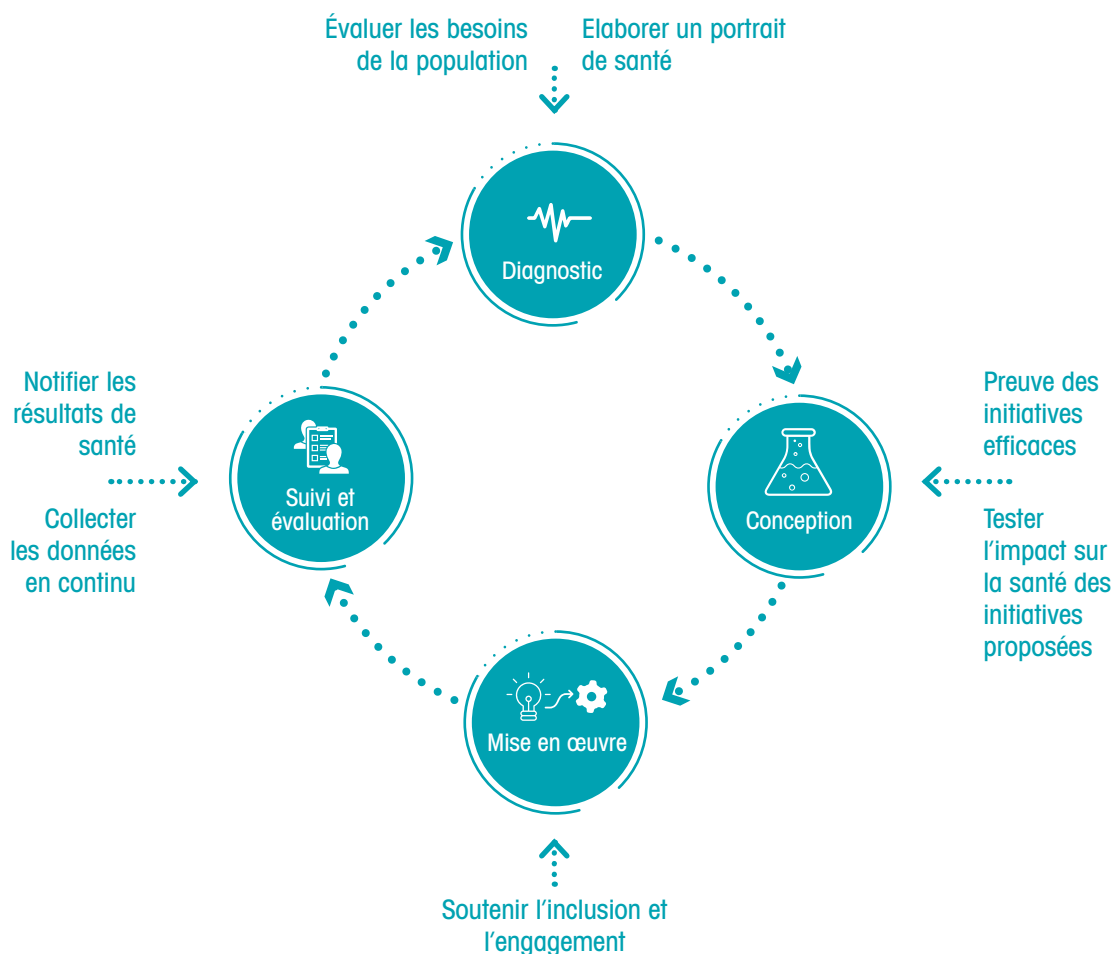 Évaluer les besoins
de la population
Elaborer un portrait
de santé
Diagnostic
Notifier les
résultats de
santé
Collecter
les données
en continu
Suivi et
évaluation
Conception
Preuve des
initiatives
efficaces
Tester
l'impact sur
la santé des
initiatives
proposées
Mise en œuvre
Soutenir l'inclusion et
l'engagement